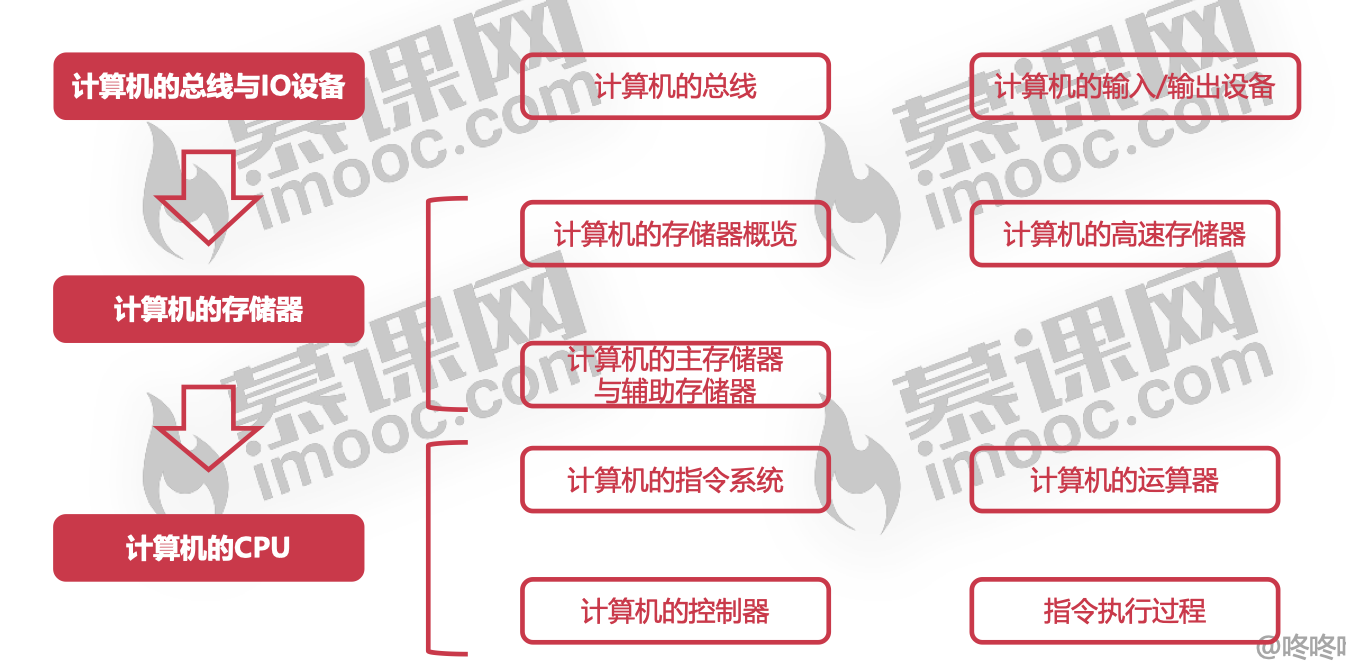 计算机的总线与IO设备
计算机的总线
计算机的输入/输出设备
计算机的存储器概览
计算机的高速存储器
计算机的存储器
计算机的主存储器
与辅助存储器
计算机的指令系统
计算机的运算器
计算机的CPU
计算机的控制器
指令执行过程
慕课网
imooc.com
慕课网
imooc.com
慕课网
imooc.com
慕课网
imooc.com
@咚咚